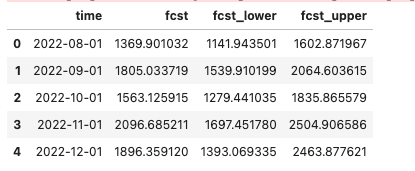 time fcst fcst_lower fcst_upper
0 2022-08-01 1369.901032 1141.943501 1602.871967
1 2022-09-01 1805.033719 1539.910199 2064.603615
2 2022-10-01 1563.125915 1279.441035 1835.865579
3 2022-11-01 2096.685211 1697.451780 2504.906586
4 2022-12-01 1896.359120 1393.069335 2463.877621